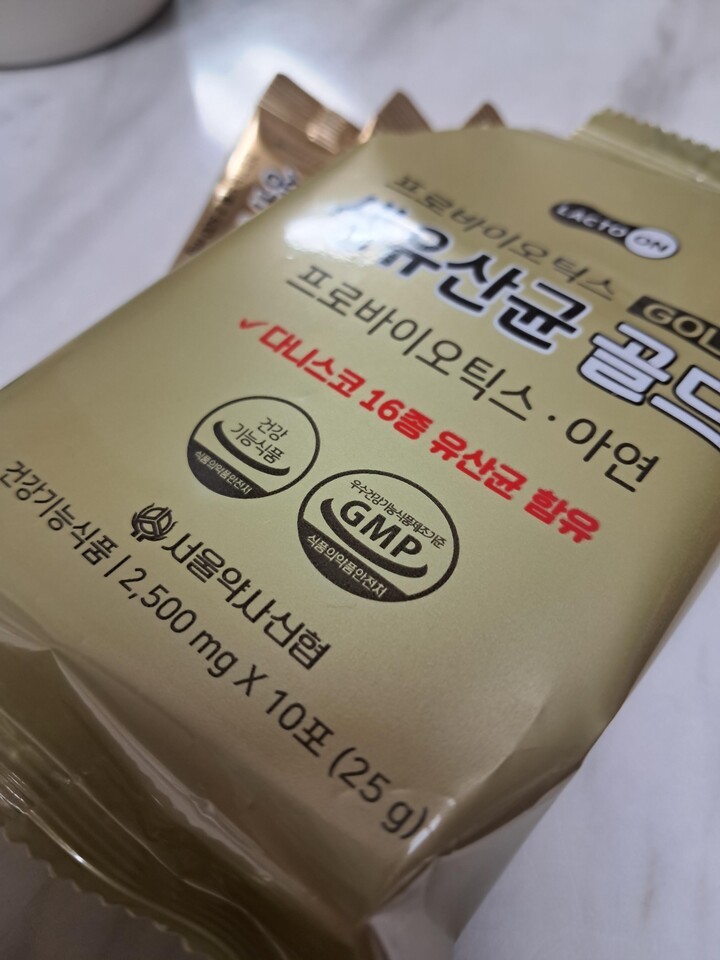 LACTO ON
프로바이오틱스
유산균 골드
프로바이오틱스 · 아연
✓대니스코 16종 유산균 함유
건강
기능식품
식품의약품안전처
우수건강기능식품제조기준
GMP
식품의약품안전처
서울약사신협
건강기능식품 | 2,500 mg X 10포 (25 g)